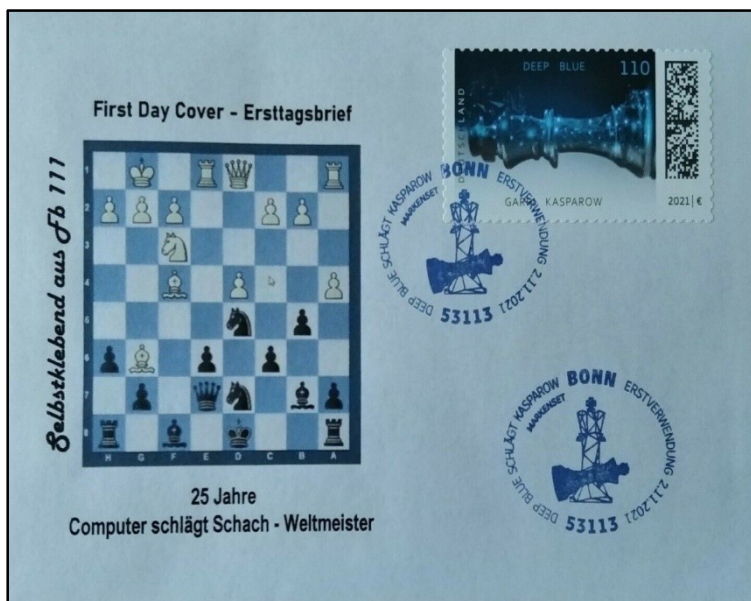 First Day Cover - Ersttagsbrief
Selbstklebend aus Fb 111
1
2
3
4
5
6
7
8
H G F E D C B A
25 Jahre
Computer schlägt Schach - Weltmeister
DEEP BLUE 110
DEUTSCHLAND
GARRI KASPAROW 2021 | €
DEEP BLUE SCHLÄGT KASPAROW BONN ERSTVERWENDUNG 2.11.2021
MARKENSET
53113
DEEP BLUE SCHLÄGT KASPAROW BONN ERSTVERWENDUNG 2.11.2021
MARKENSET
53113